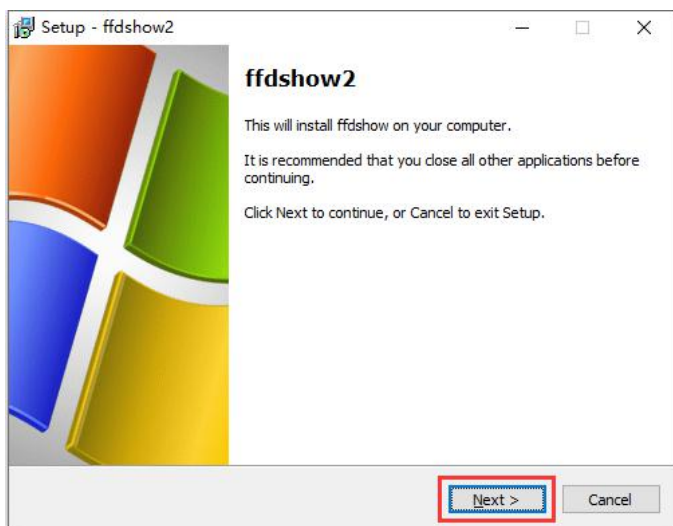 Setup - ffdshow2
ffdshow2
This will install ffdshow on your computer.
It is recommended that you close all other applications before
continuing.
Click Next to continue, or Cancel to exit Setup.
Next >
Cancel